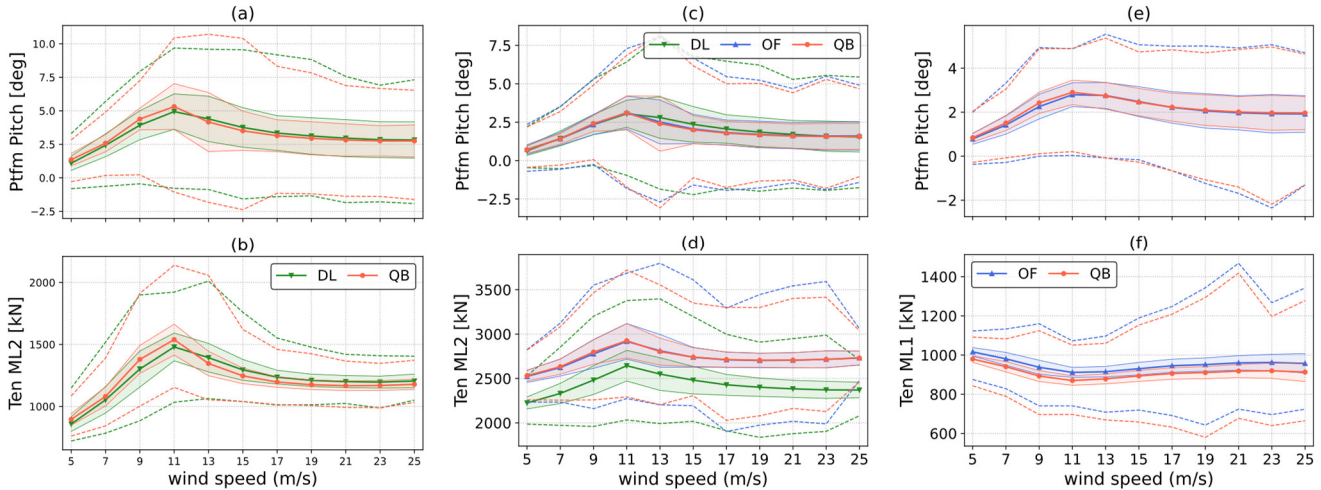 (a)
Ptfm Pitch [deg]
10.0
7.5
5.0
2.5
0.0
−2.5
(c)
Ptfm Pitch [deg]
7.5
5.0
2.5
0.0
−2.5
DL OF QB
(e)
Ptfm Pitch [deg]
4
2
0
−2
(b)
Ten ML2 [kN]
2000
1500
1000
DL QB
5 7 9 11 13 15 17 19 21 23 25
wind speed (m/s)
(d)
Ten ML2 [kN]
3500
3000
2500
2000
5 7 9 11 13 15 17 19 21 23 25
wind speed (m/s)
(f)
Ten ML1 [kN]
1400
1200
1000
800
600
OF QB
5 7 9 11 13 15 17 19 21 23 25
wind speed (m/s)